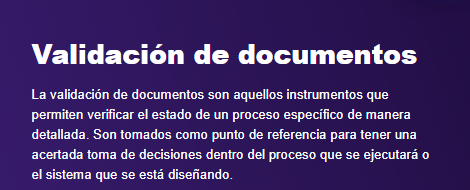 Validación de documentos
La validación de documentos son aquellos instrumentos que
permiten verificar el estado de un proceso específico de manera
detallada. Son tomados como punto de referencia para tener una
acertada toma de decisiones dentro del proceso que se ejecutará o
el sistema que se está diseñando.